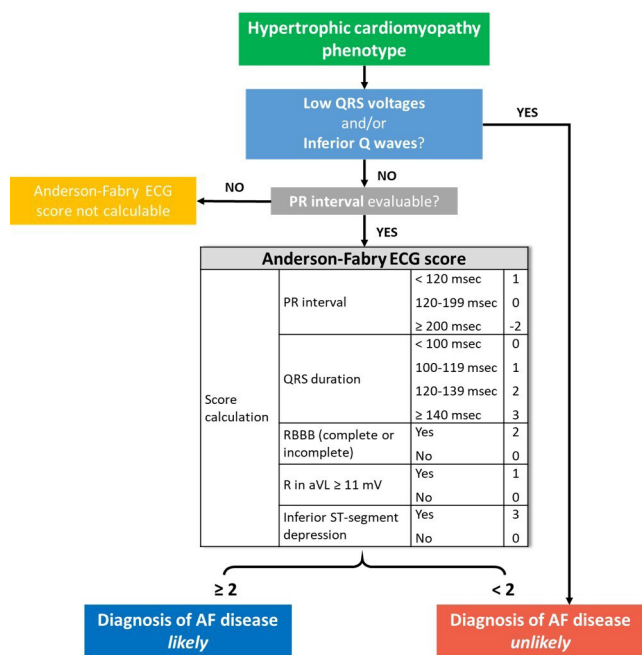 Hypertrophic cardiomyopathy
phenotype
Low QRS voltages
and/or
Inferior Q waves?
YES
NO
NO
Anderson-Fabry ECG
score not calculable
PR interval evaluable?
YES
Anderson-Fabry ECG score
Score
calculation
PR interval
< 120 msec 1
120-199 msec 0
≥ 200 msec -2
QRS duration
< 100 msec 0
100-119 msec 1
120-139 msec 2
≥ 140 msec 3
RBBB (complete or
incomplete)
Yes 2
No 0
R in aVL ≥ 11 mV
Yes 1
No 0
Inferior ST-segment
depression
Yes 3
No 0
≥ 2
< 2
Diagnosis of AF disease
likely
Diagnosis of AF disease
unlikely